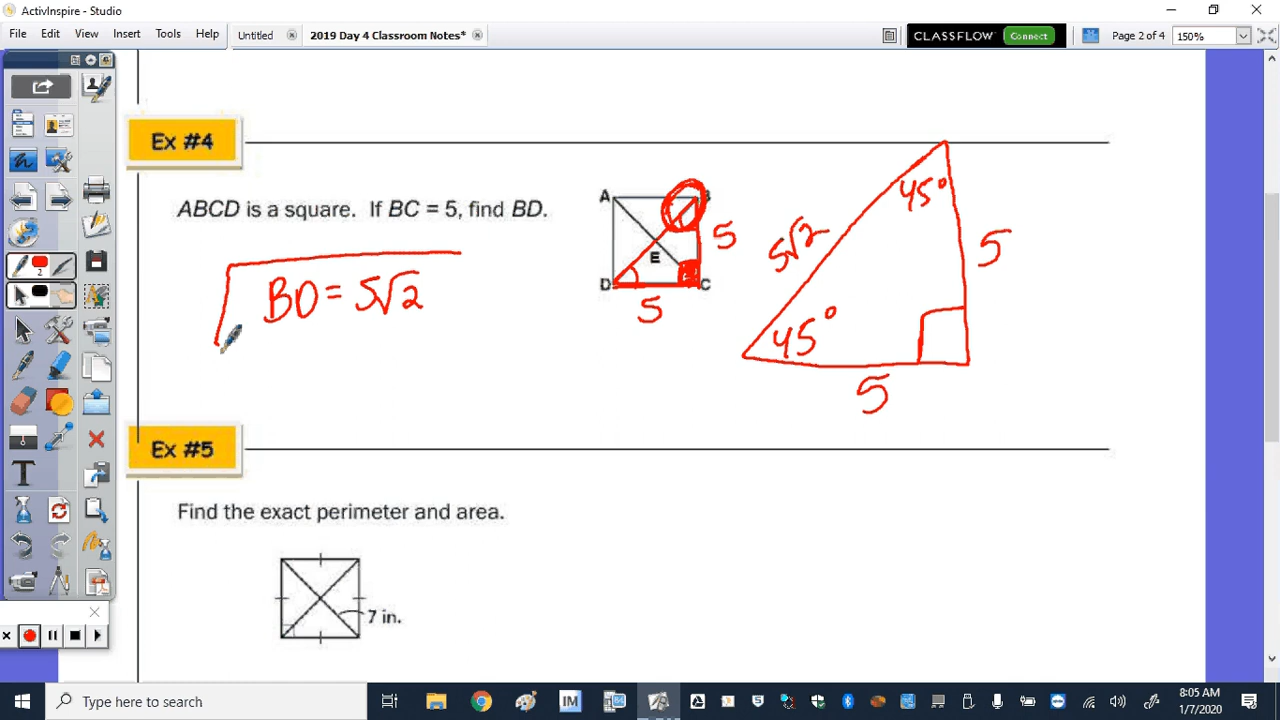 ActivInspire - Studio
File Edit View Insert Tools Help
Untitled
2019 Day 4 Classroom Notes*
CLASSFLOW Connect
Page 2 of 4
150%
2
Ex #4
ABCD is a square. If BC = 5, find BD.
BD = 5√2
A B
E
D C
5
5
45°
5√2
5
45°
5
Ex #5
Find the exact perimeter and area.
7 in.
Type here to search
IM
8:05 AM
1/7/2020